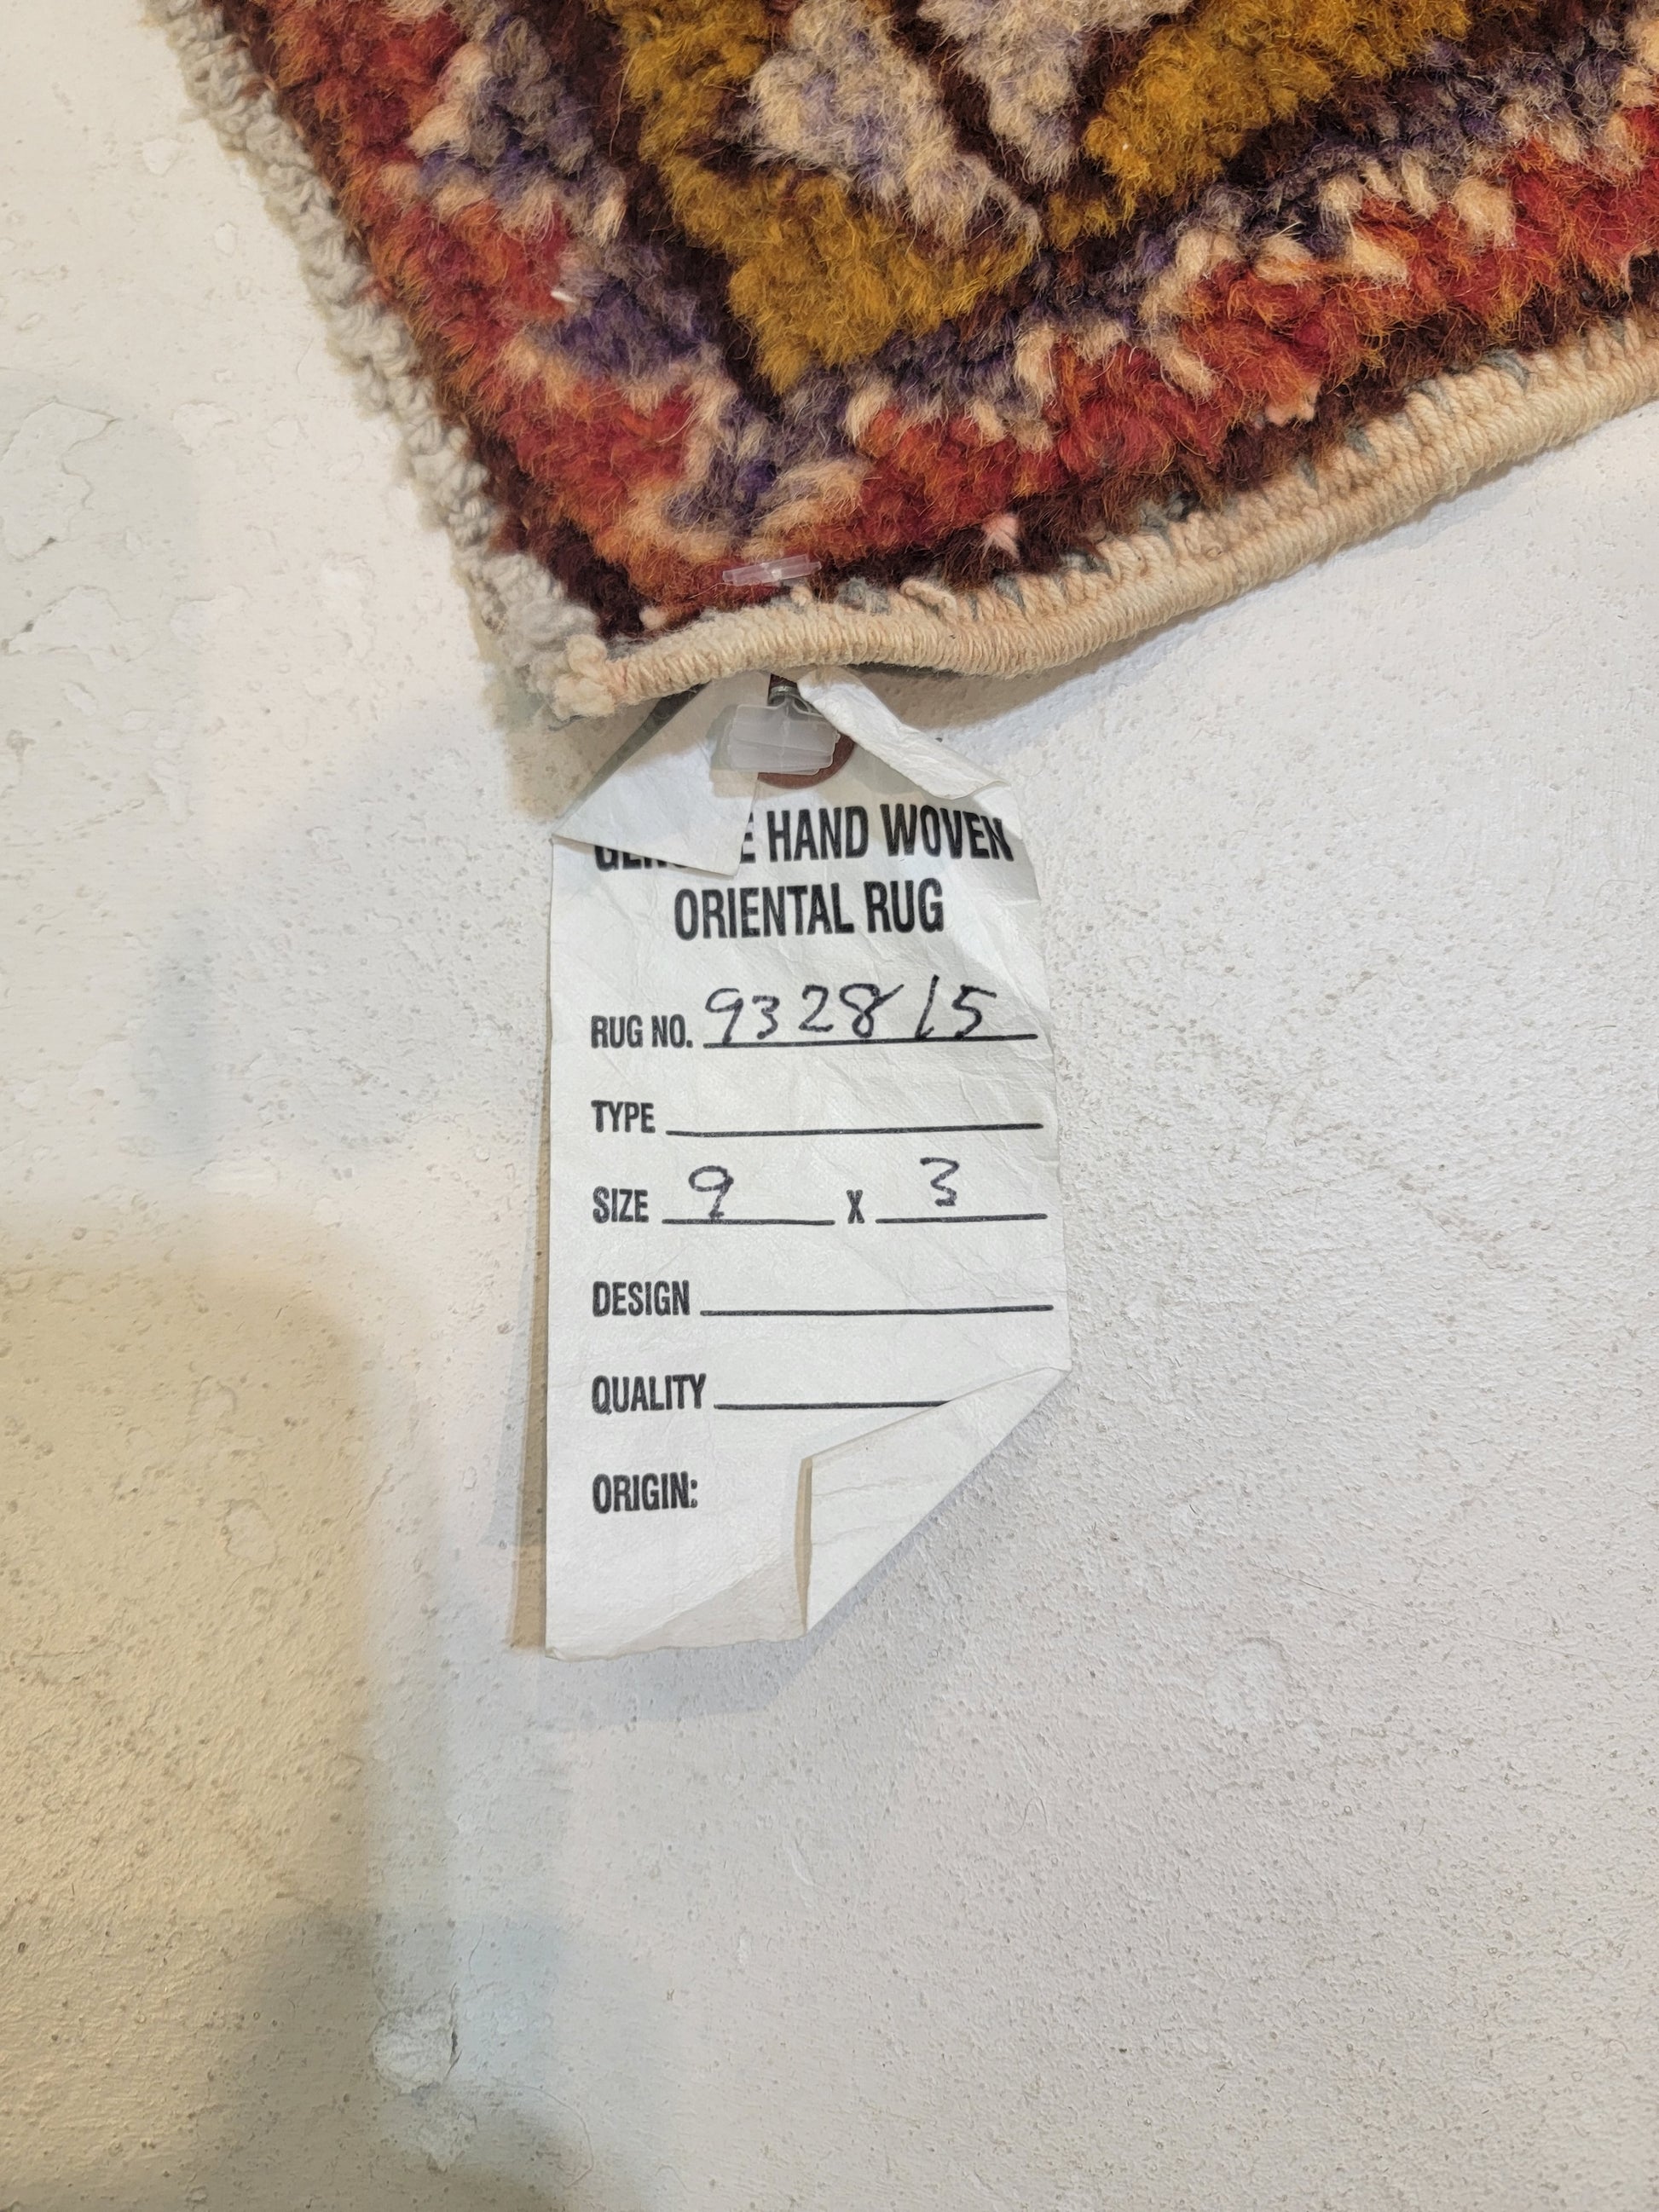 HAND WOVEN
ORIENTAL RUG
RUG NO. 932815
TYPE
SIZE 9 X 3
DESIGN
QUALITY
ORIGIN: